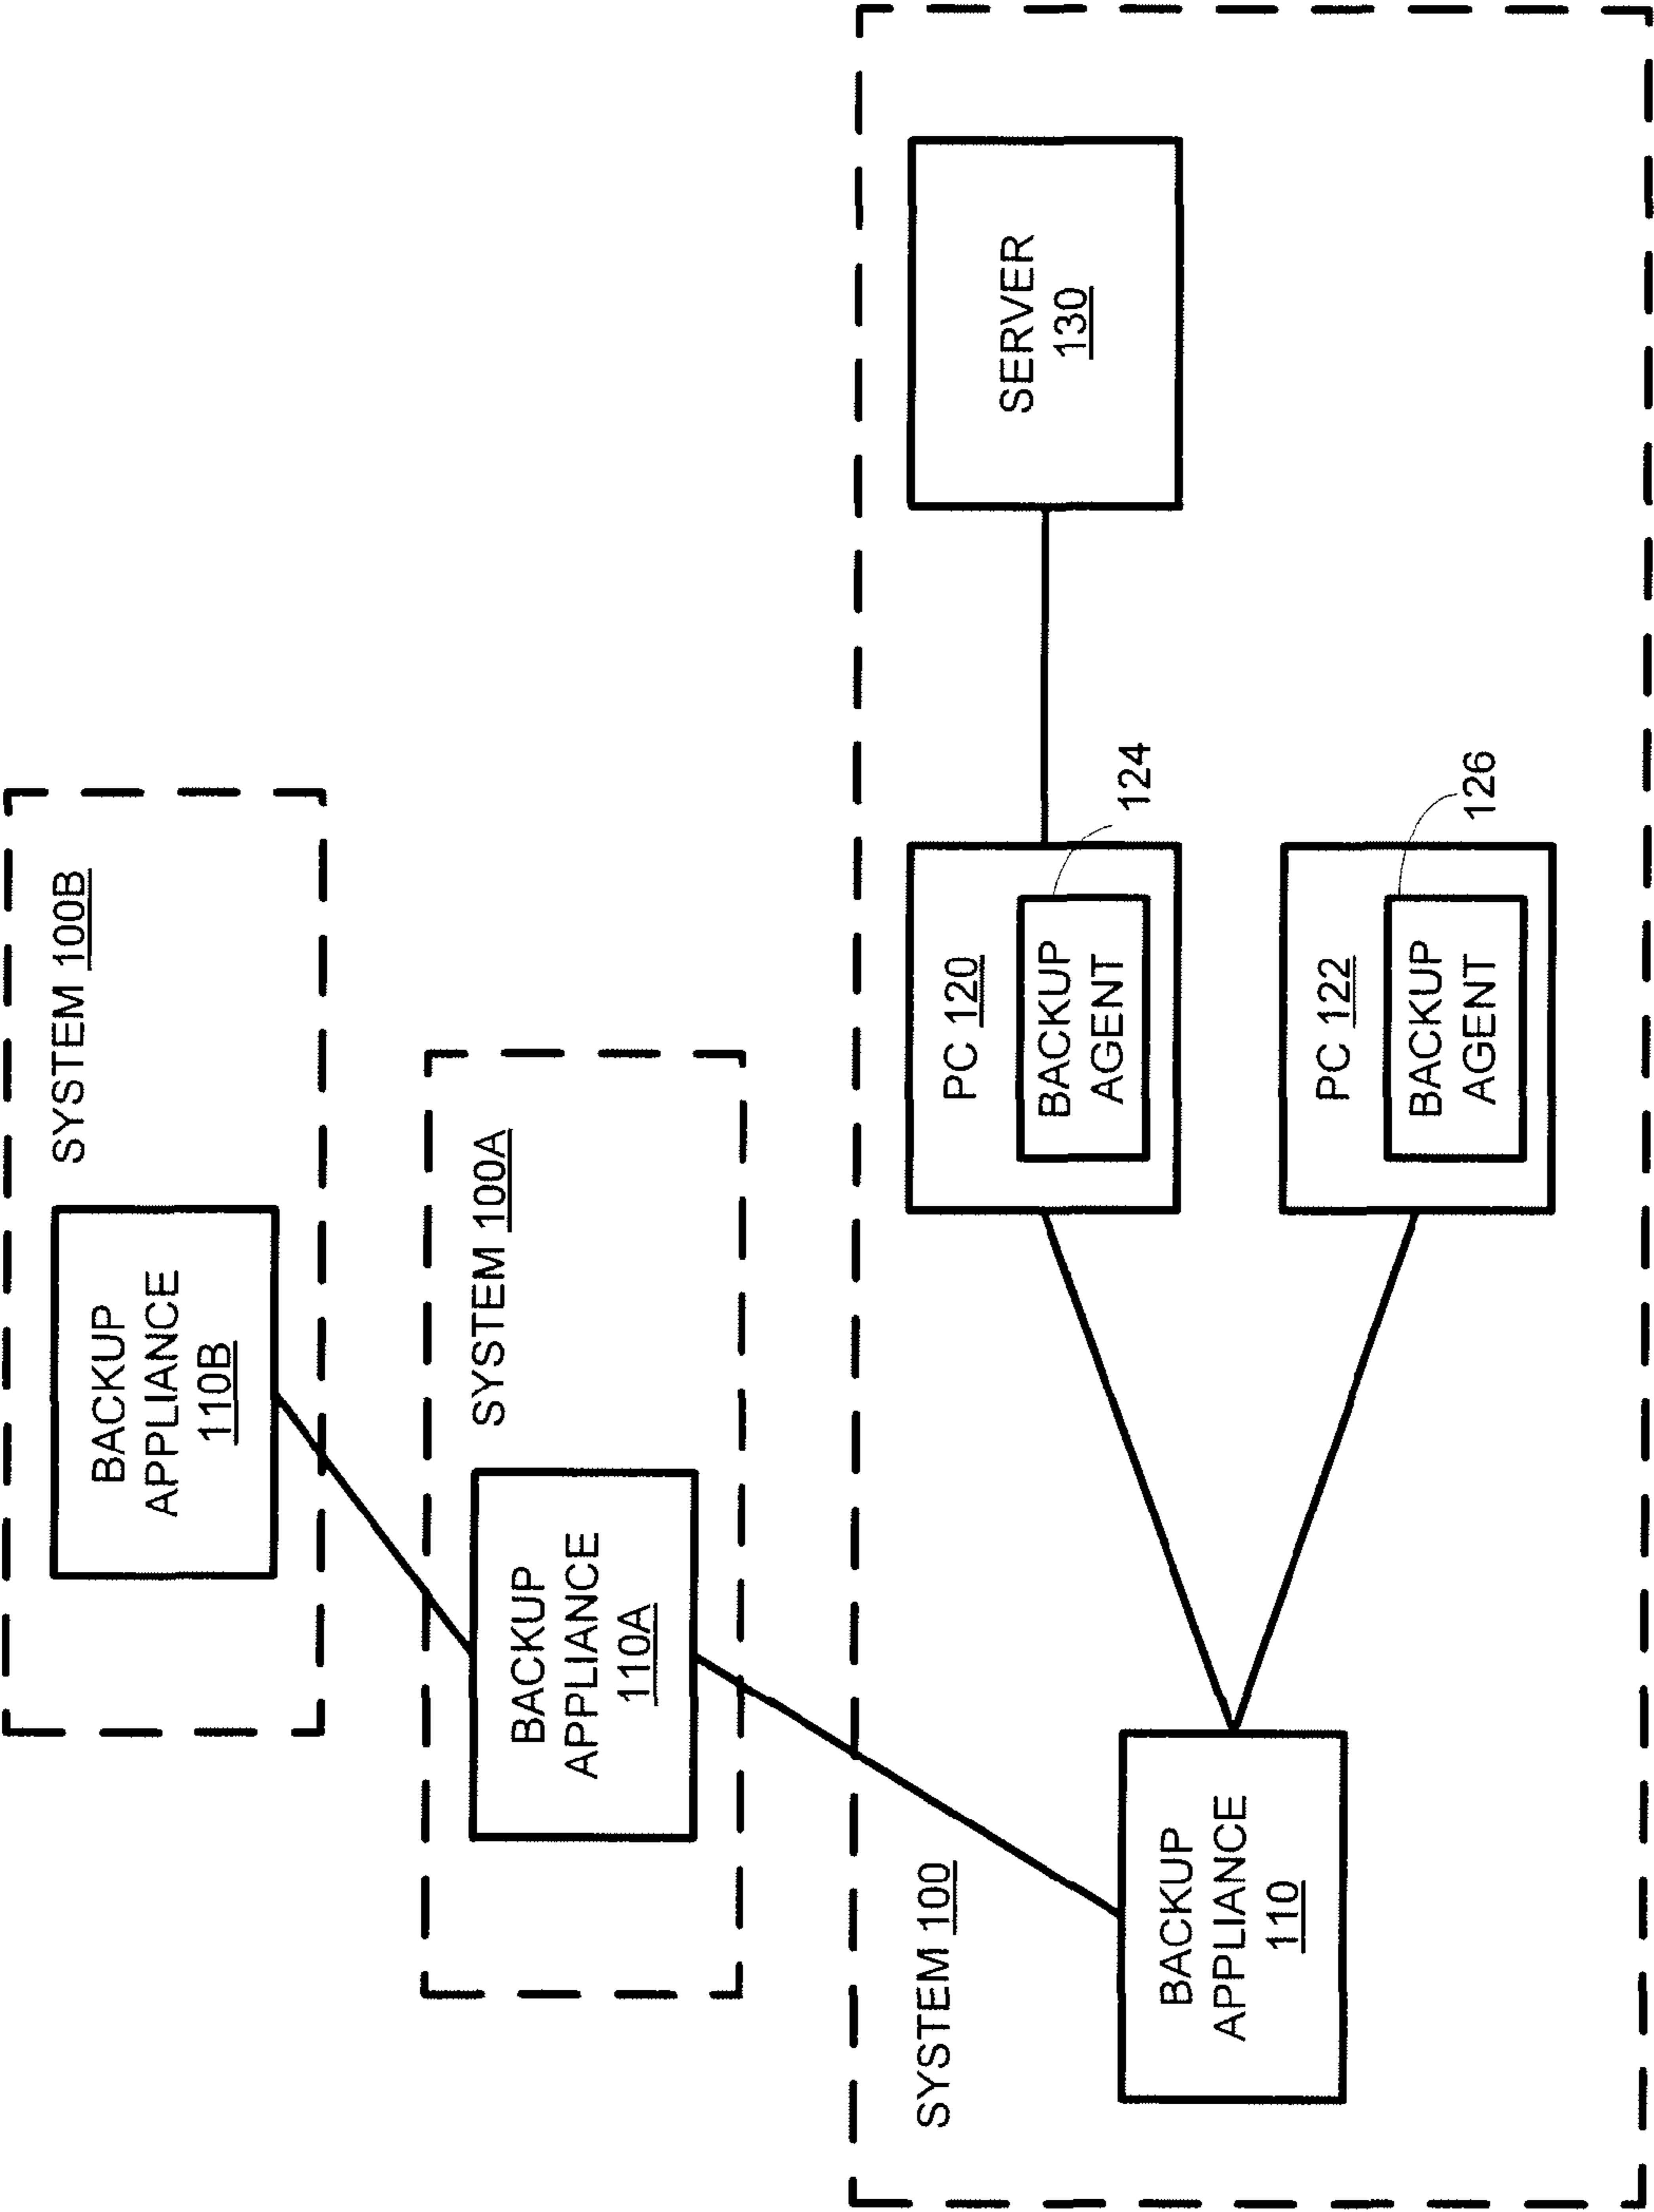 SYSTEM 100B
BACKUP
APPLIANCE
110B
SYSTEM 100A
BACKUP
APPLIANCE
110A
SYSTEM 100
BACKUP
APPLIANCE
110
PC 120
BACKUP
AGENT
124
SERVER
130
PC 122
BACKUP
AGENT
126